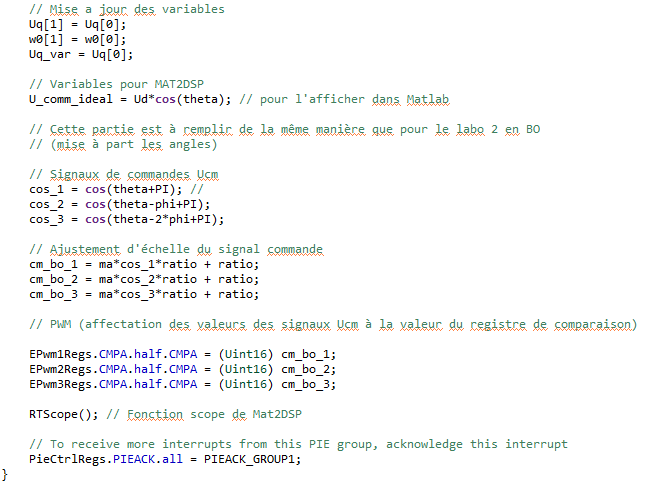 // Mise a jour des variables
Uq[1] = Uq[0];
w0[1] = w0[0];
Uq_var = Uq[0];
// Variables pour MAT2DSP
U_comm_ideal = Ud*cos(theta); // pour l'afficher dans Matlab
// Cette partie est à remplir de la même manière que pour le labo 2 en BO
// (mise à part les angles)
// Signaux de commandes Ucm
cos_1 = cos(theta+PI); //
cos_2 = cos(theta-phi+PI);
cos_3 = cos(theta-2*phi+PI);
// Ajustement d'échelle du signal commande
cm_bo_1 = ma*cos_1*ratio + ratio;
cm_bo_2 = ma*cos_2*ratio + ratio;
cm_bo_3 = ma*cos_3*ratio + ratio;
// PWM (affectation des valeurs des signaux Ucm à la valeur du registre de comparaison)
EPwm1Regs.CMPA.half.CMPA = (Uint16) cm_bo_1;
EPwm2Regs.CMPA.half.CMPA = (Uint16) cm_bo_2;
EPwm3Regs.CMPA.half.CMPA = (Uint16) cm_bo_3;
RTScope(); // Fonction scope de Mat2DSP
// To receive more interrupts from this PIE group, acknowledge this interrupt
PieCtrlRegs.PIEACK.all = PIEACK_GROUP1;
}